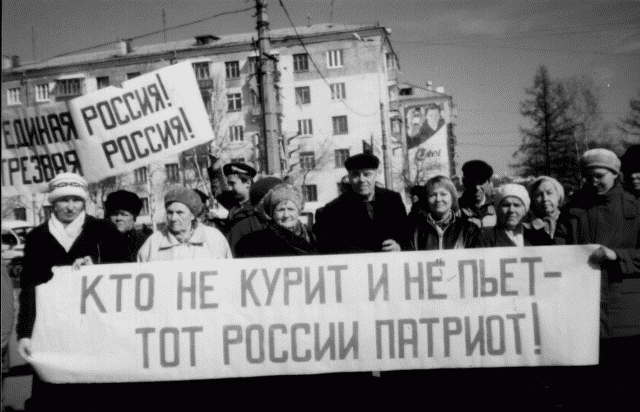 ЕДИНАЯ РОССИЯ!
ТРЕЗВАЯ РОССИЯ!
КТО НЕ КУРИТ И НЕ ПЬЕТ-
ТОТ РОССИИ ПАТРИОТ!